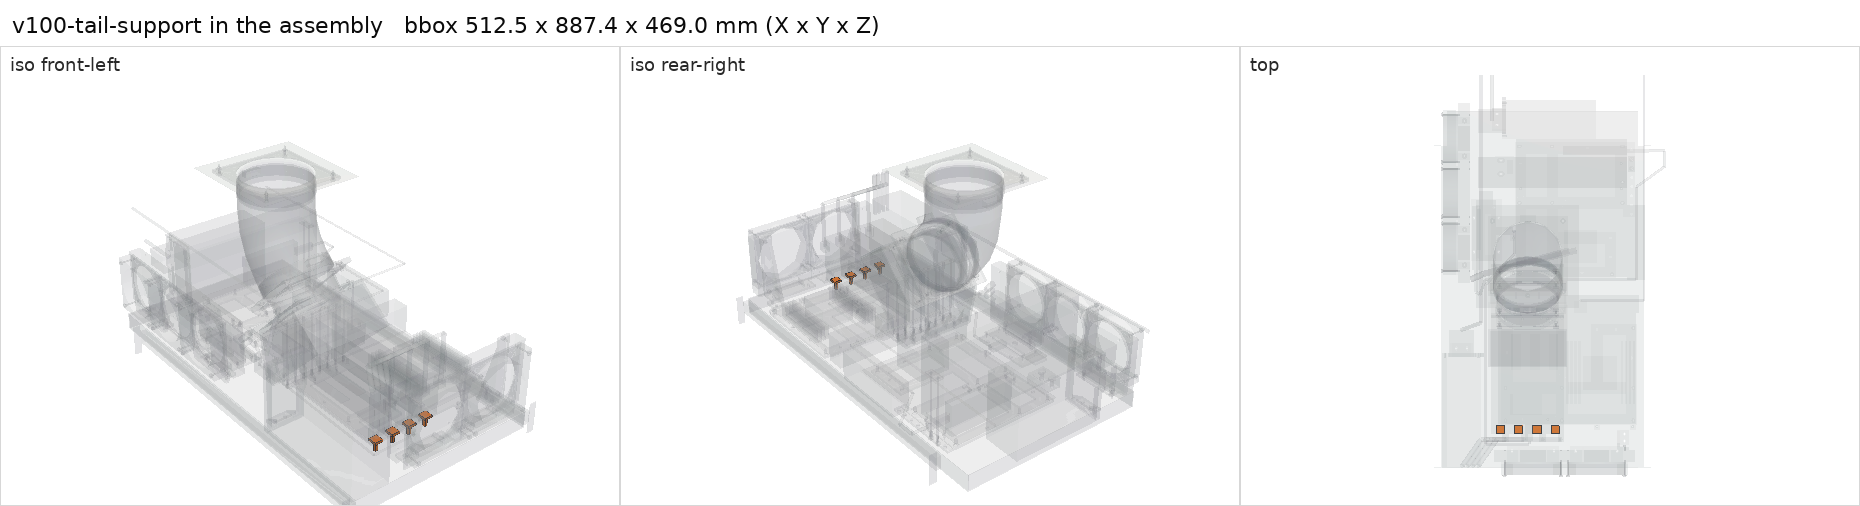 v100-tail-support in the assembly   bbox 512.5 x 887.4 x 469.0 mm (X x Y x Z)
iso front-left
iso rear-right
top